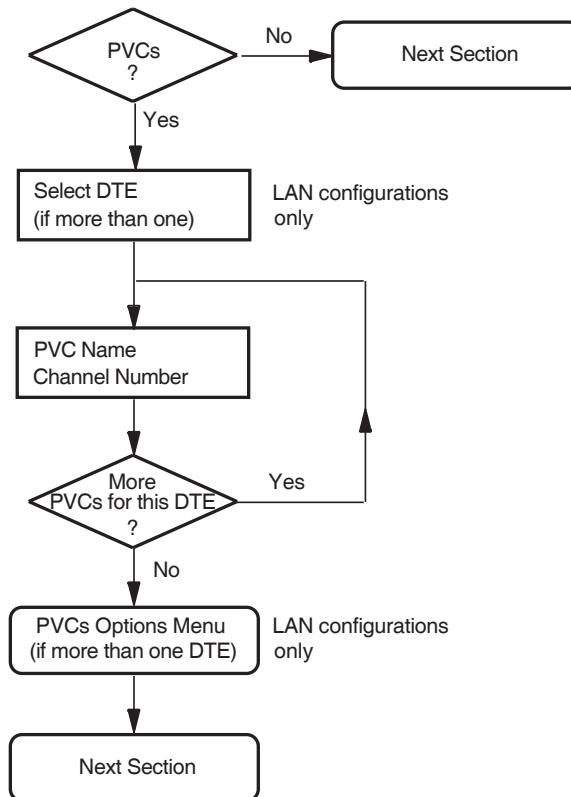 PVCs
?
No
Next Section
Yes
Select DTE
(if more than one)
LAN configurations
only
PVC Name
Channel Number
More
PVCs for this DTE
?
Yes
No
PVCs Options Menu
(if more than one DTE)
LAN configurations
only
Next Section